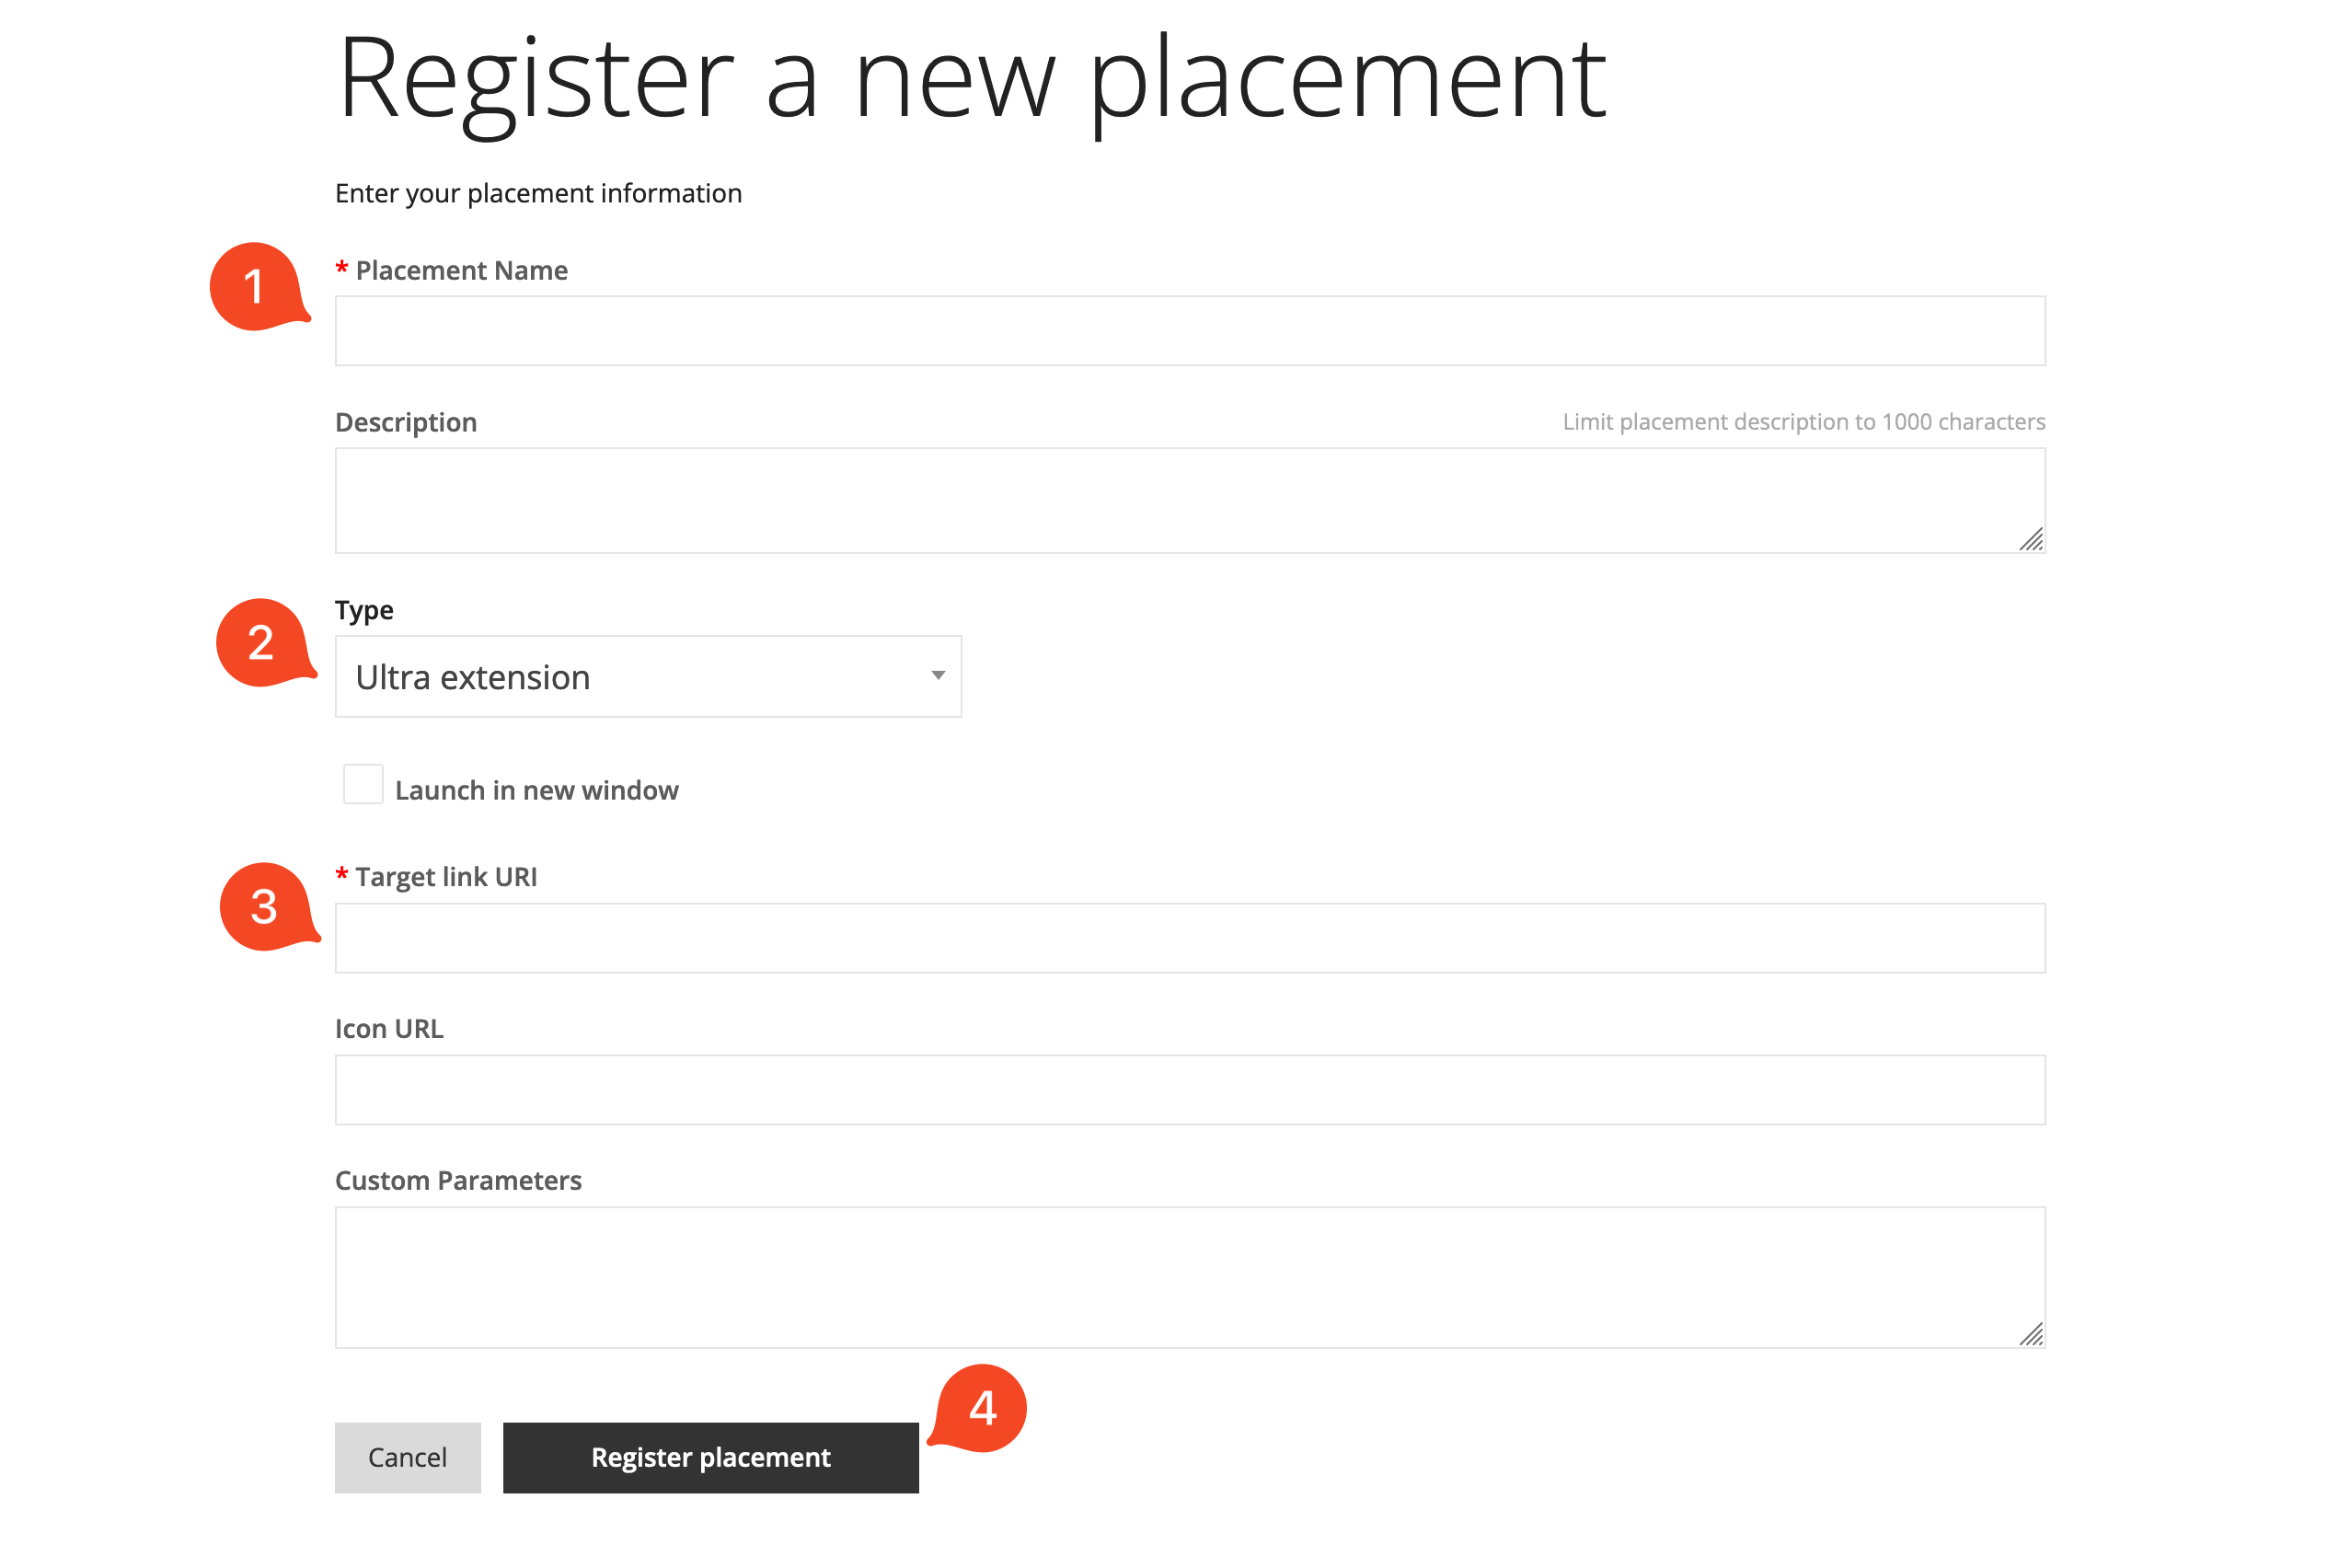 Register a new placement
Enter your placement information
1
* Placement Name
Description
Limit placement description to 1000 characters
2
Type
Ultra extension
Launch in new window
3
* Target link URI
Icon URL
Custom Parameters
4
Cancel
Register placement